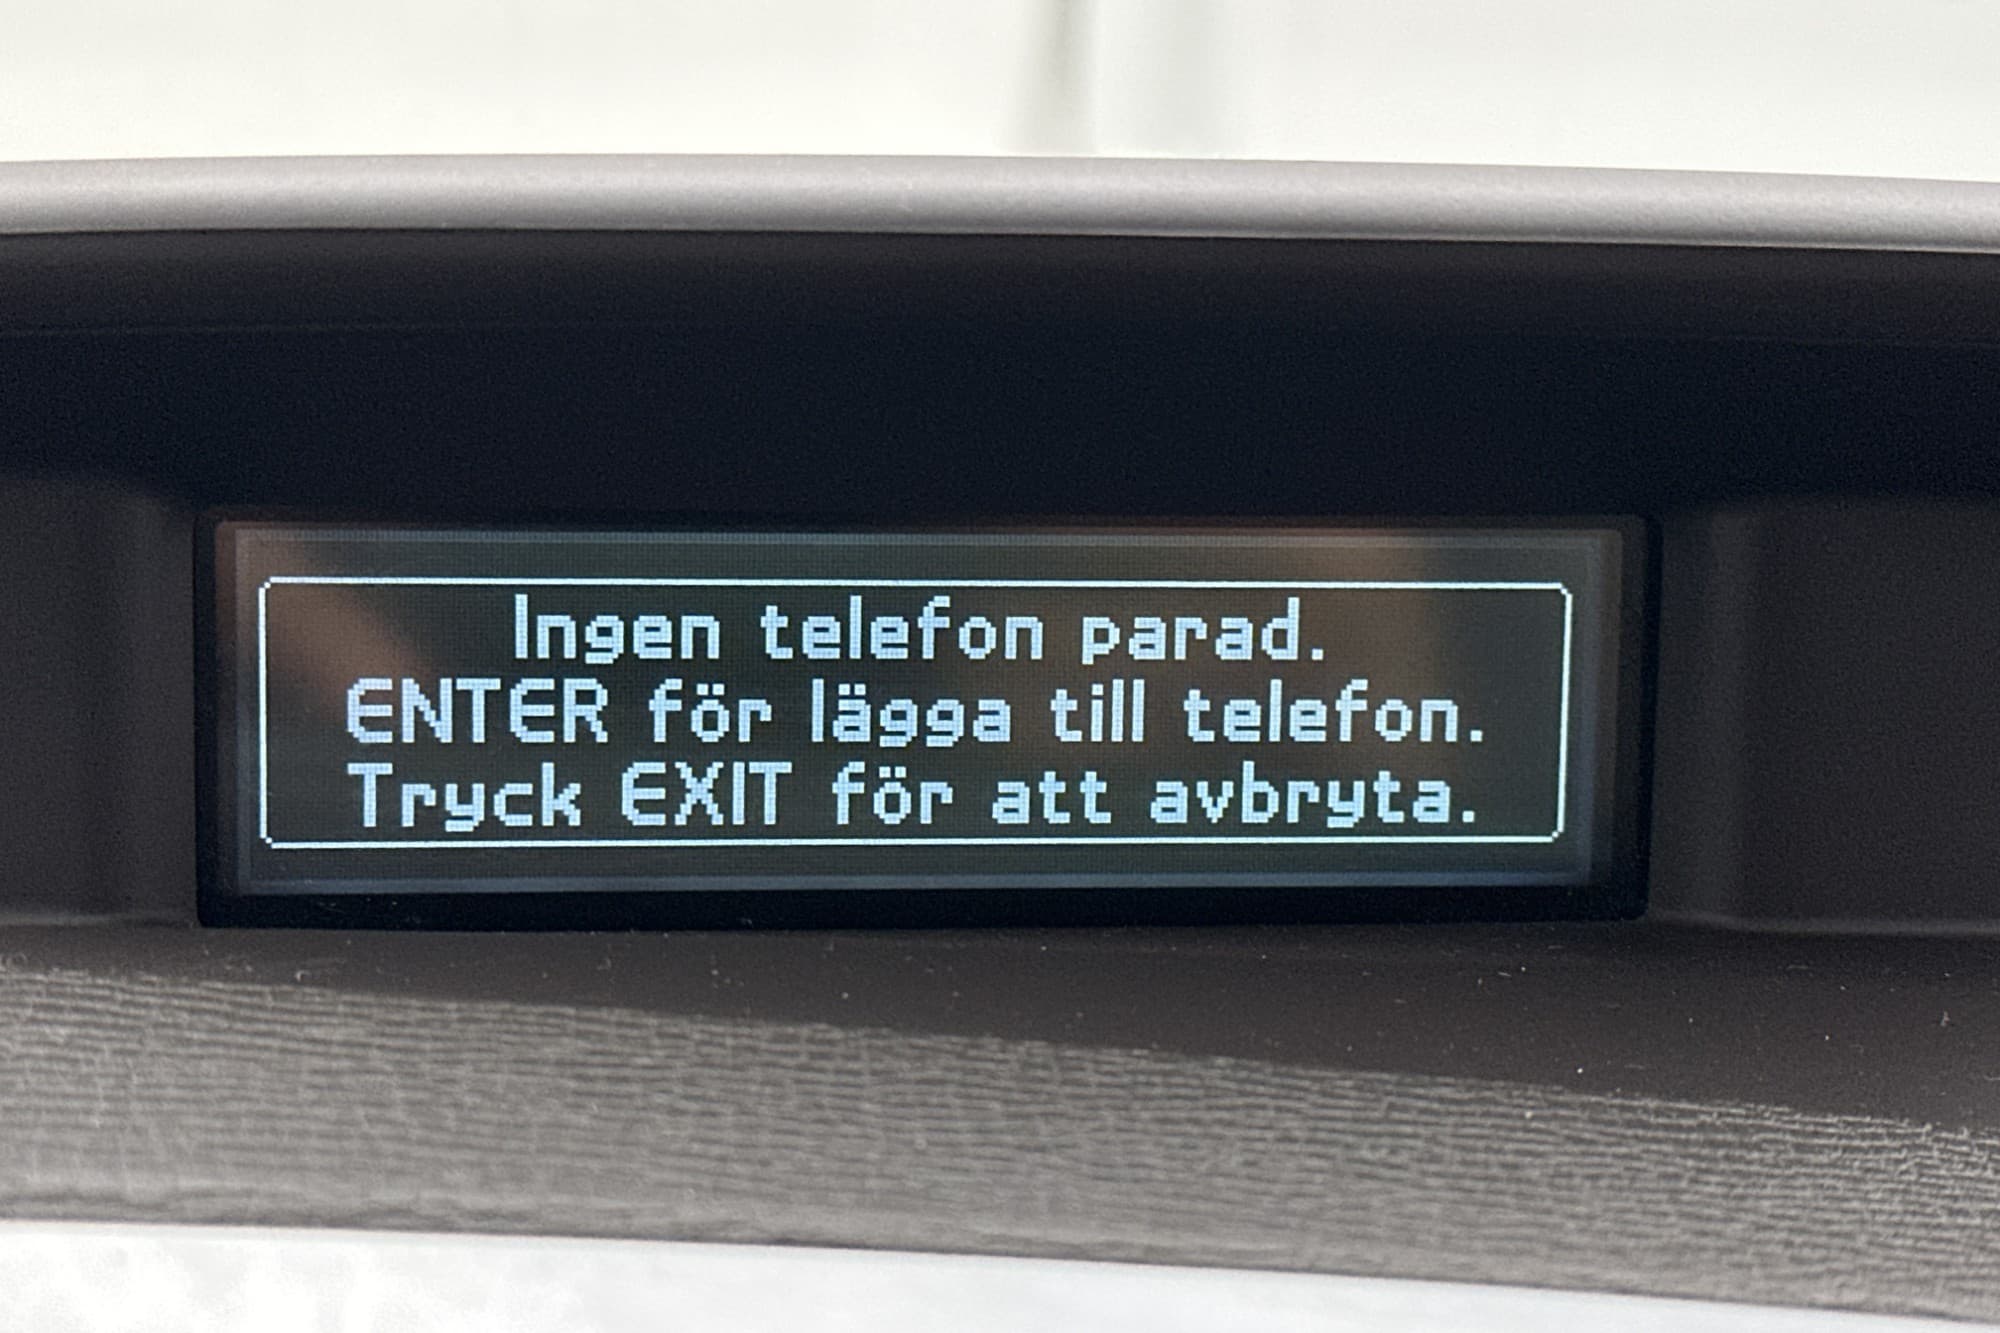 Ingen telefon parad.
ENTER för lägga till telefon.
Tryck EXIT för att avbryta.